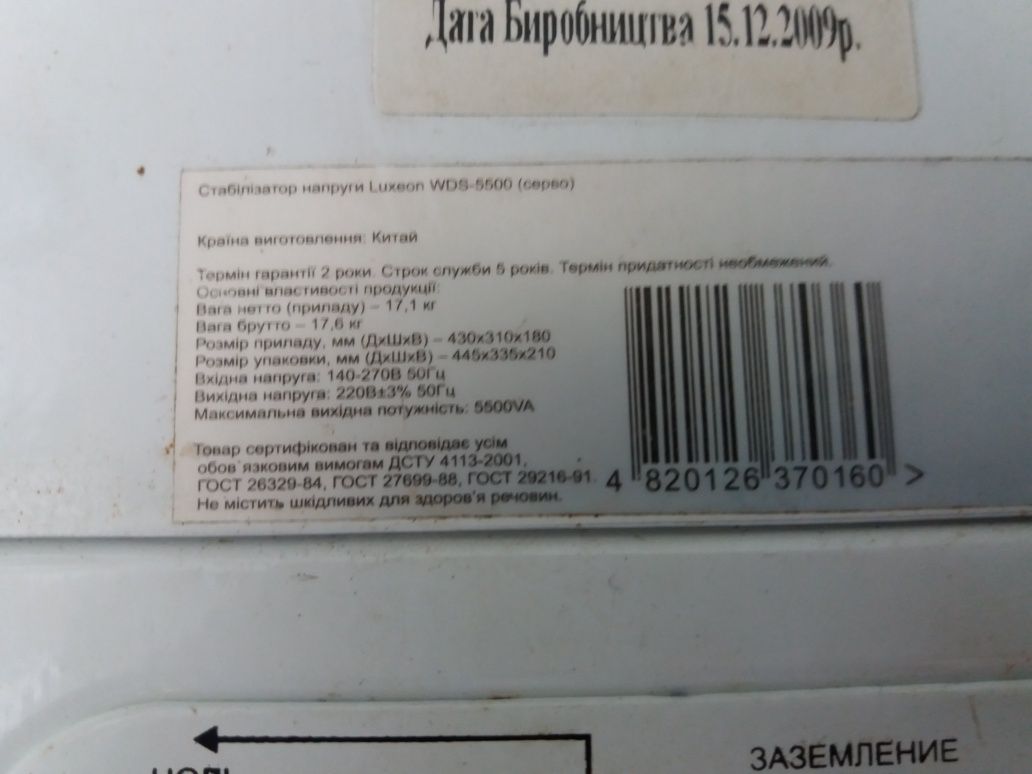 Дата Виробництва 15.12.2009р.
Стабілізатор напруги Luxeon WDS-5500 (серво)
Країна виготовлення: Китай
Термін гарантії 2 роки. Строк служби 5 років. Термін придатності необмежений.
Основні властивості продукції:
Вага нетто (приладу) – 17,1 кг
Вага брутто – 17,6 кг
Розмір приладу, мм (ДхШхВ) – 430х310х180
Розмір упаковки, мм (ДхШхВ) – 445х335х210
Вхідна напруга: 140-270В 50Гц
Вихідна напруга: 220В±3% 50Гц
Максимальна вихідна потужність: 5500VA
Товар сертифікован та відповідає усім
обов'язковим вимогам ДСТУ 4113-2001,
ГОСТ 26329-84, ГОСТ 27699-88, ГОСТ 29216-91.
Не містить шкідливих для здоров'я речовин.
4 820126 370160 >
ЗАЗЕМЛЕНИЕ
НОЛЬ